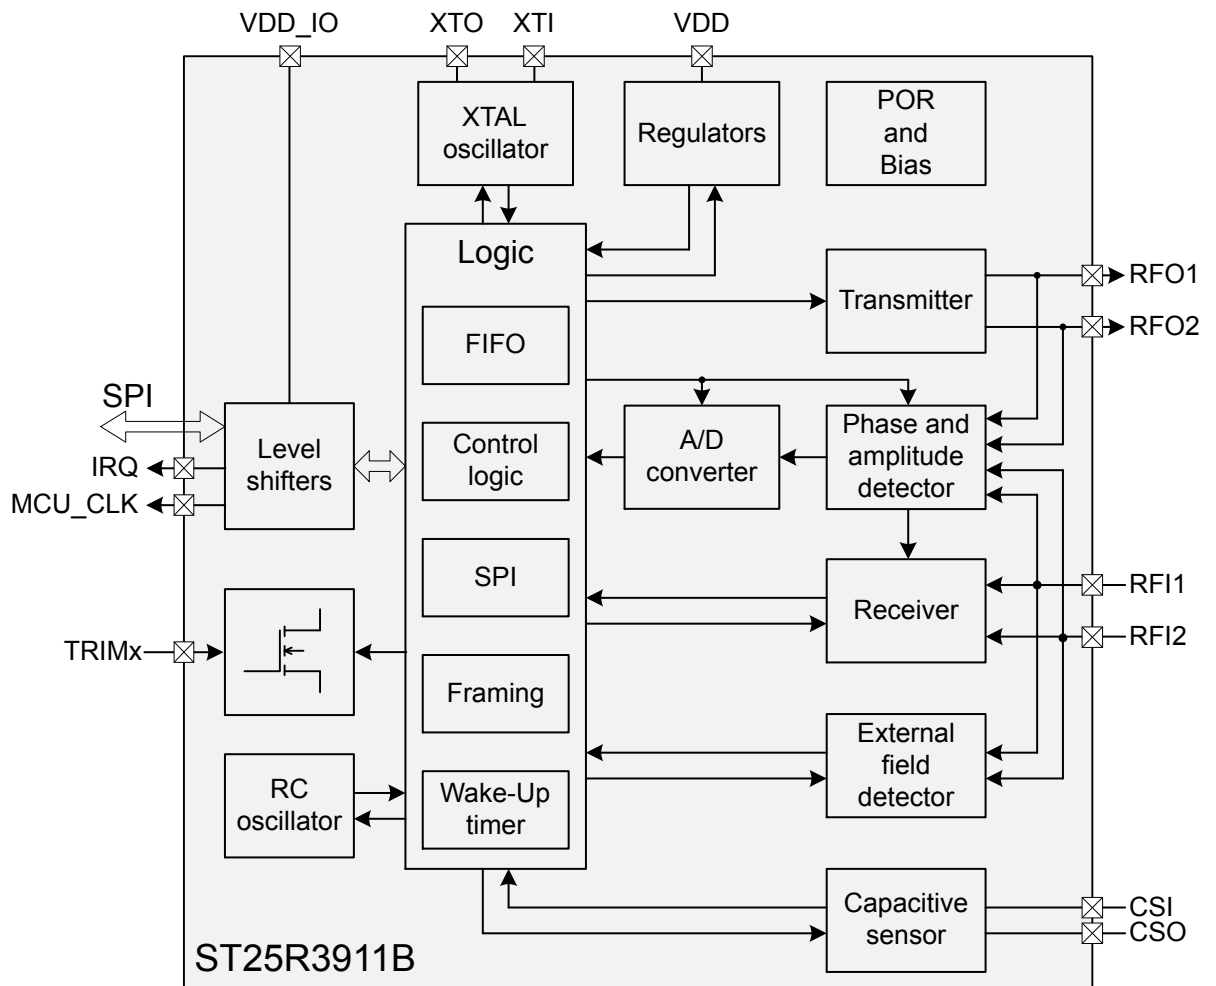 VDD_IO
XTO
XTI
VDD
XTAL
oscillator
Regulators
POR
and
Bias
Logic
FIFO
Control
logic
SPI
Framing
Wake-Up
timer
Transmitter
RFO1
RFO2
SPI
IRQ
MCU_CLK
Level
shifters
A/D
converter
Phase and
amplitude
detector
Receiver
RFI1
RFI2
TRIMx
RC
oscillator
External
field
detector
Capacitive
sensor
CSI
CSO
ST25R3911B